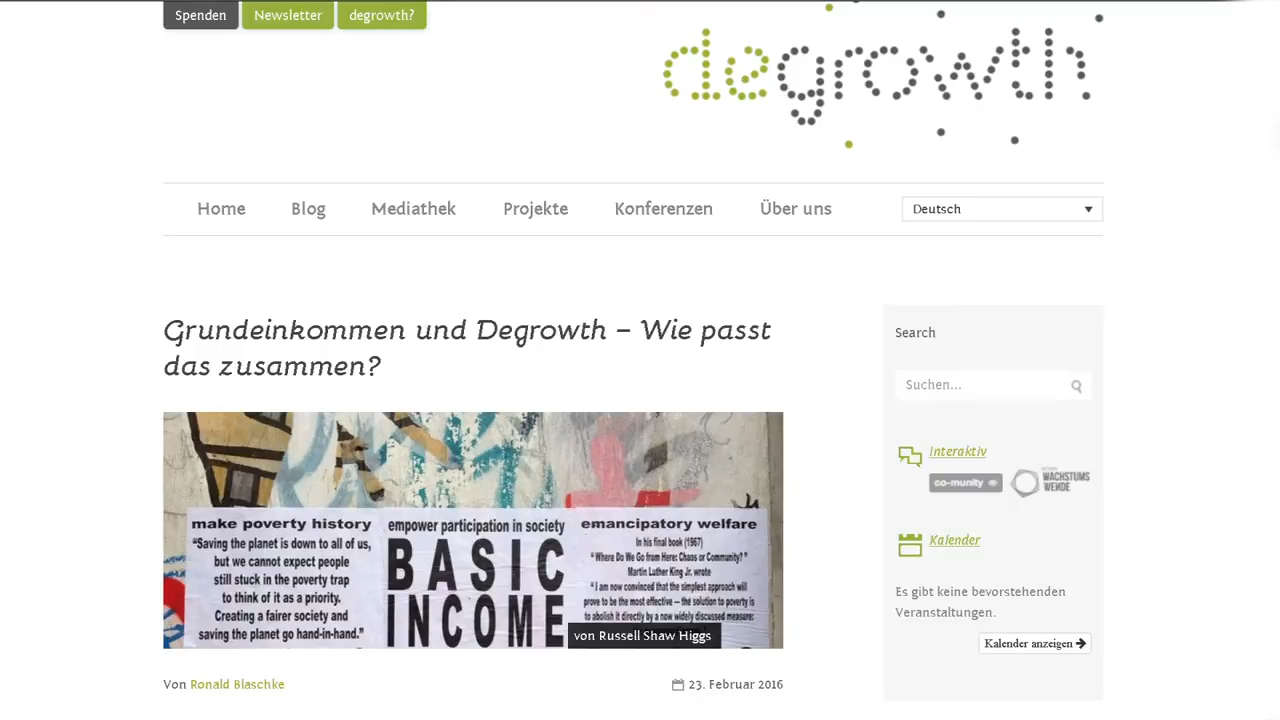 Spenden
Newsletter
degrowth?
degrowth
Home
Blog
Mediathek
Projekte
Konferenzen
Über uns
Deutsch
Grundeinkommen und Degrowth – Wie passt
das zusammen?
make poverty history
"Saving the planet is down to all of us,
but we cannot expect people
still stuck in the poverty trap
to think of it as a priority.
Creating a fairer society and
saving the planet go hand-in-hand."
empower participation in society
BASIC
INCOME
emancipatory welfare
In his final book (1967)
"Where Do We Go from Here: Chaos or Community?"
Martin Luther King Jr. wrote
"I am now convinced that the simplest approach will
prove to be the most effective — the solution to poverty is
to abolish it directly by a now widely discussed measure:
von Russell Shaw Higgs
Von Ronald Blaschke
23. Februar 2016
Search
Suchen...
Interaktiv
co-munity
WACHSTUMS
WENDE
Kalender
Es gibt keine bevorstehenden
Veranstaltungen.
Kalender anzeigen